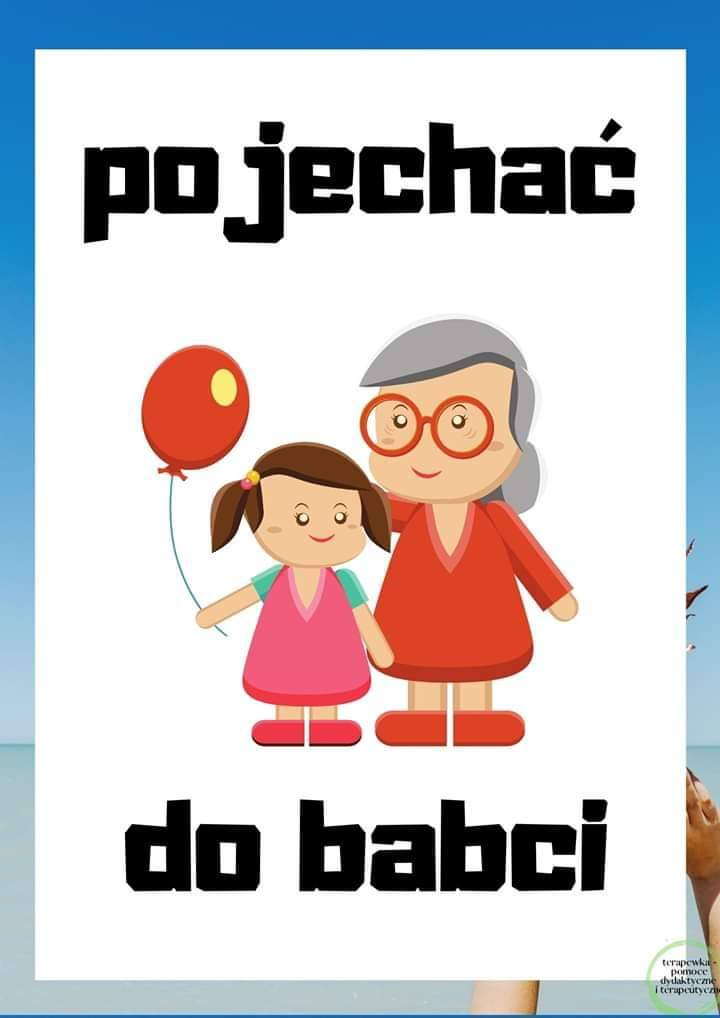 pojechać
do babci
terapewka -
pomoce
dydaktyczne
i terapeutyczne